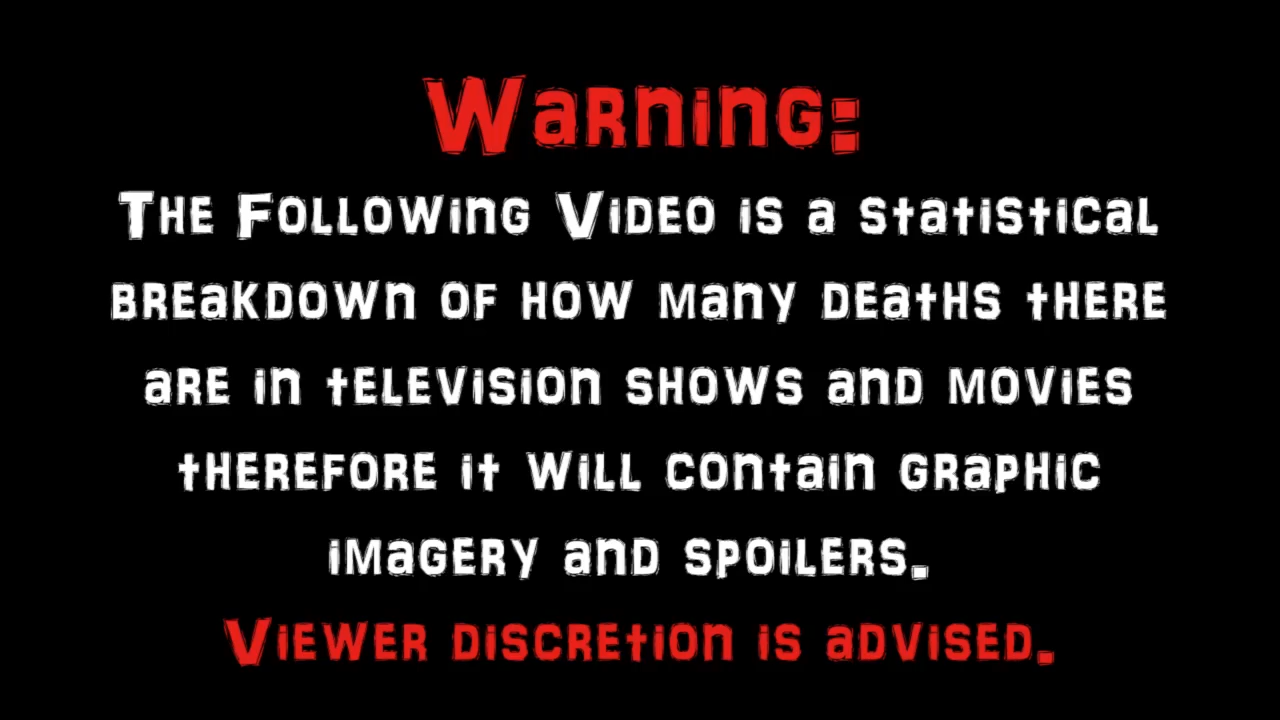 Warning:
The Following Video is a statistical
breakdown of how many deaths there
are in television shows and movies
therefore it will contain graphic
imagery and spoilers.
Viewer discretion is advised.